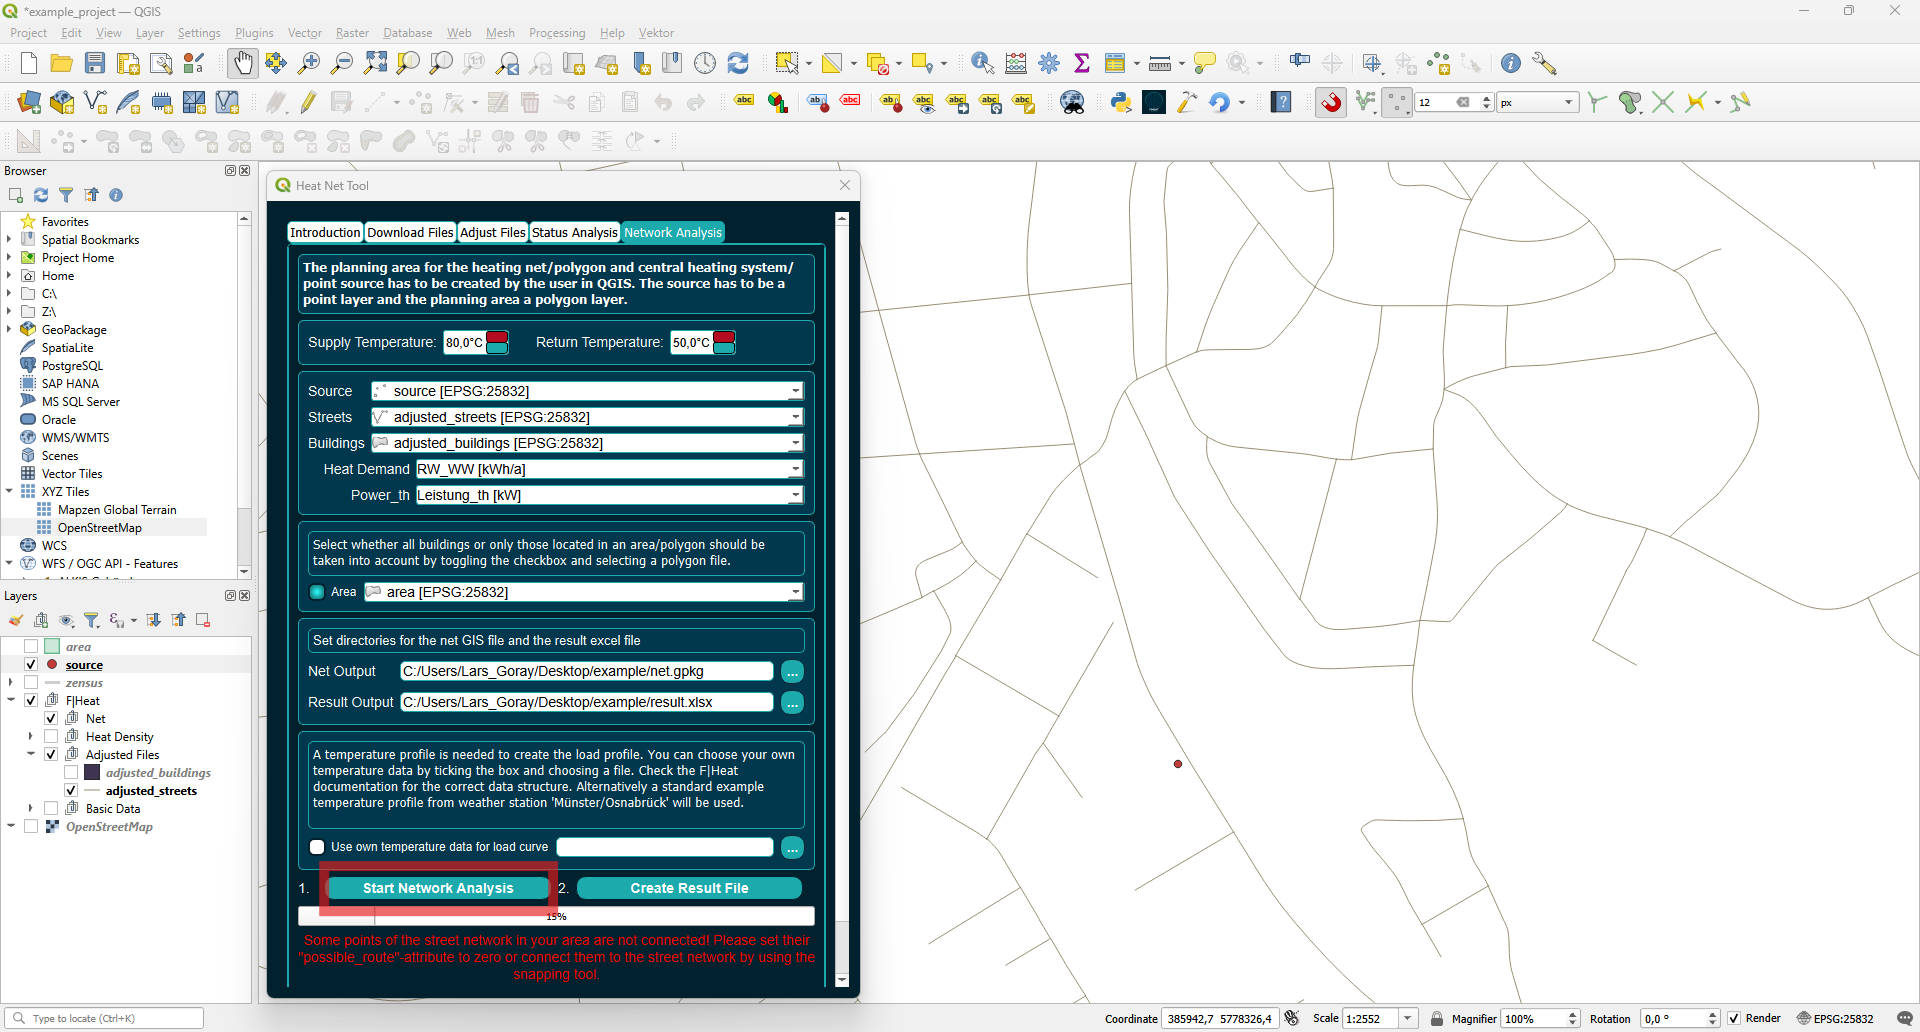 *example_project — QGIS
Project Edit View Layer Settings Plugins Vector Raster Database Web Mesh Processing Help Vektor
abc abc abc abc abc abc abc abc 12 px
Browser
Favorites
Spatial Bookmarks
Project Home
Home
C:\
Z:\
GeoPackage
SpatiaLite
PostgreSQL
SAP HANA
MS SQL Server
Oracle
WMS/WMTS
Scenes
Vector Tiles
XYZ Tiles
Mapzen Global Terrain
OpenStreetMap
WCS
WFS / OGC API - Features
Layers
area
source
zensus
F|Heat
Net
Heat Density
Adjusted Files
adjusted_buildings
adjusted_streets
Basic Data
OpenStreetMap
Heat Net Tool
Introduction Download Files Adjust Files Status Analysis Network Analysis
The planning area for the heating net/polygon and central heating system/
point source has to be created by the user in QGIS. The source has to be a
point layer and the planning area a polygon layer.
Supply Temperature: 80,0°C Return Temperature: 50,0°C
Source source [EPSG:25832]
Streets adjusted_streets [EPSG:25832]
Buildings adjusted_buildings [EPSG:25832]
Heat Demand RW_WW [kWh/a]
Power_th Leistung_th [kW]
Select whether all buildings or only those located in an area/polygon should be
taken into account by toggling the checkbox and selecting a polygon file.
Area area [EPSG:25832]
Set directories for the net GIS file and the result excel file
Net Output C:/Users/Lars_Goray/Desktop/example/net.gpkg ...
Result Output C:/Users/Lars_Goray/Desktop/example/result.xlsx ...
A temperature profile is needed to create the load profile. You can choose your own
temperature data by ticking the box and choosing a file. Check the F|Heat
documentation for the correct data structure. Alternatively a standard example
temperature profile from weather station 'Münster/Osnabrück' will be used.
Use own temperature data for load curve ...
1. Start Network Analysis 2. Create Result File
15%
Some points of the street network in your area are not connected! Please set their
"possible_route"-attribute to zero or connect them to the street network by using the
snapping tool.
Type to locate (Ctrl+K) Coordinate 385942,7 5778326,4 Scale 1:2552 Magnifier 100% Rotation 0,0 ° Render EPSG:25832